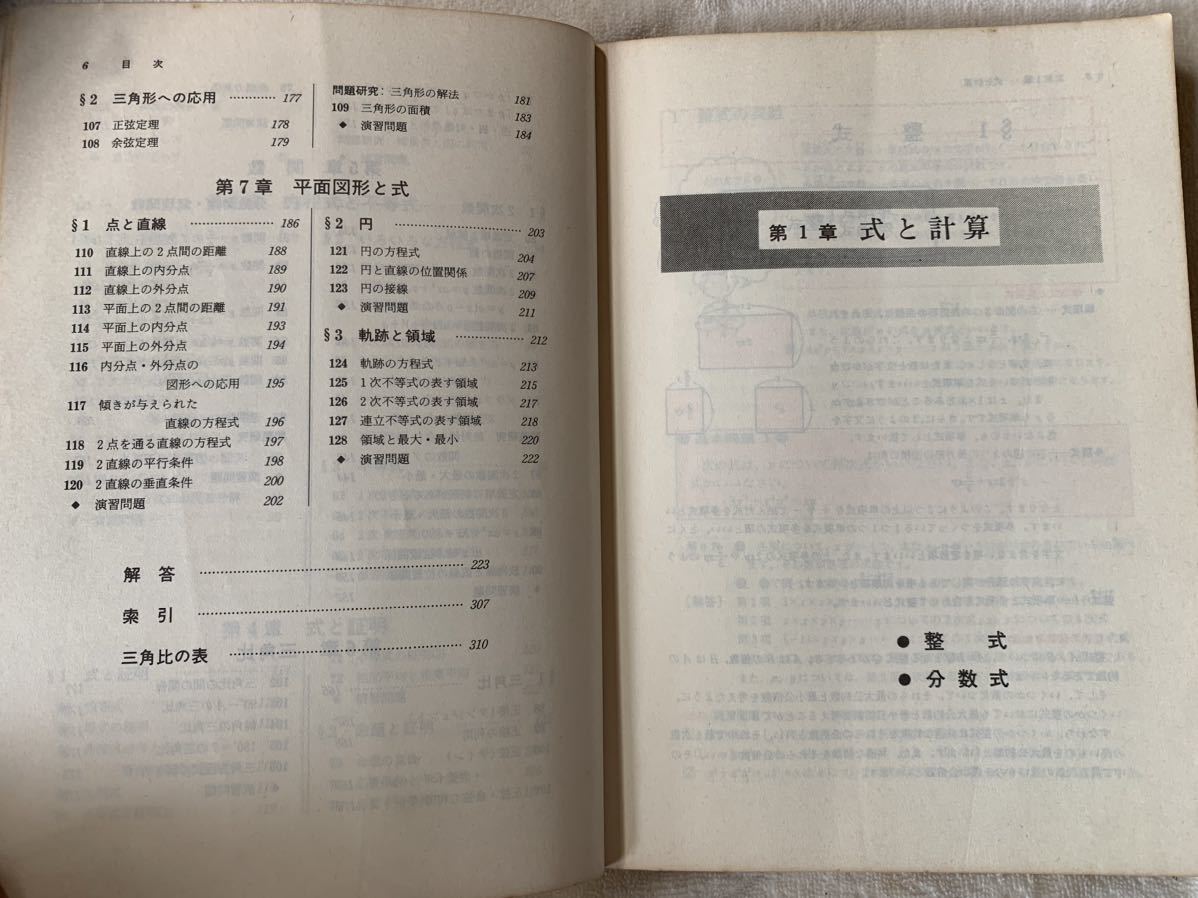 6 目次
§2 三角形への応用 ………… 177
107 正弦定理 178
108 余弦定理 179
問題研究：三角形の解法 181
109 三角形の面積 183
◆ 演習問題 184
第7章 平面図形と式
§1 点と直線 ………… 186
110 直線上の2点間の距離 188
111 直線上の内分点 189
112 直線上の外分点 190
113 平面上の2点間の距離 191
114 平面上の内分点 193
115 平面上の外分点 194
116 内分点・外分点の
図形への応用 195
117 傾きが与えられた
直線の方程式 196
118 2点を通る直線の方程式 197
119 2直線の平行条件 198
120 2直線の垂直条件 200
◆ 演習問題 202
§2 円 ………… 203
121 円の方程式 204
122 円と直線の位置関係 207
123 円の接線 209
◆ 演習問題 211
§3 軌跡と領域 ………… 212
124 軌跡の方程式 213
125 1次不等式の表す領域 215
126 2次不等式の表す領域 217
127 連立不等式の表す領域 218
128 領域と最大・最小 220
◆ 演習問題 222
解答 ………… 223
索引 ………… 307
三角比の表 ………… 310
第1章 式と計算
● 整式
● 分数式